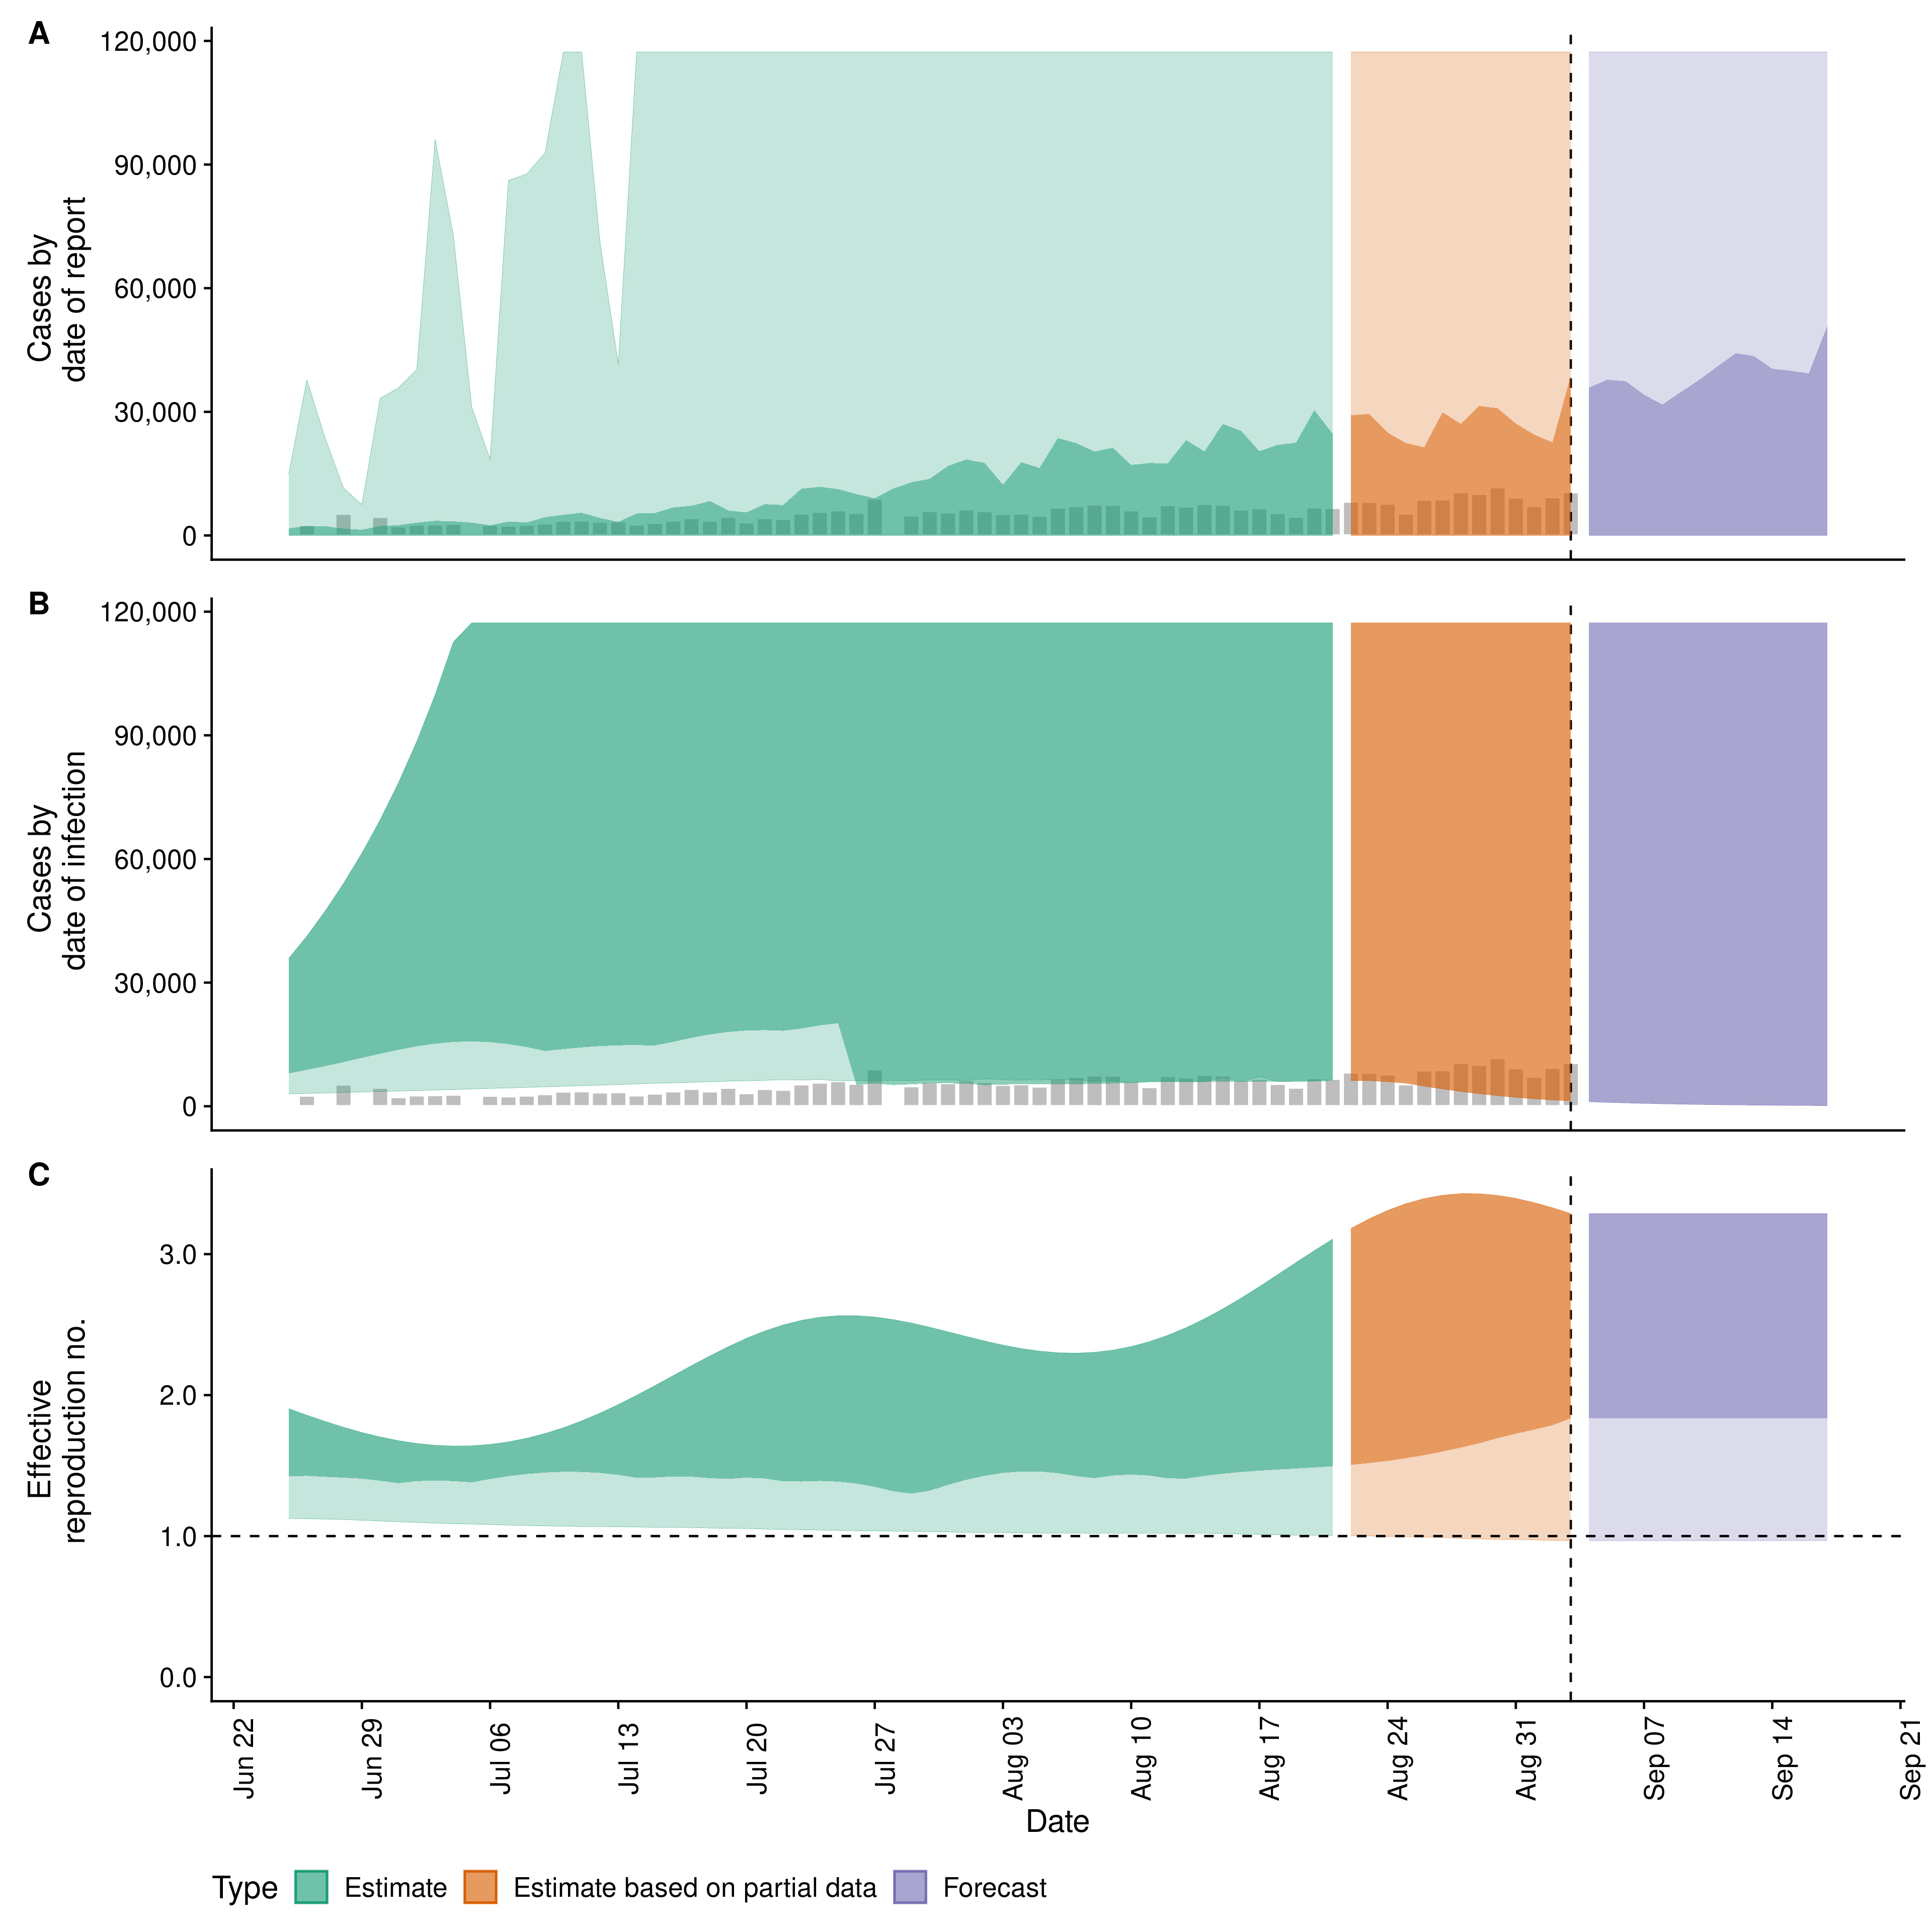 A
120,000
90,000
60,000
30,000
0
Cases by
date of report
B
120,000
90,000
60,000
30,000
0
Cases by
date of infection
C
3.0
2.0
1.0
0.0
Effective
reproduction no.
Jun 22
Jun 29
Jul 06
Jul 13
Jul 20
Jul 27
Aug 03
Aug 10
Aug 17
Aug 24
Aug 31
Sep 07
Sep 14
Sep 21
Date
Type Estimate Estimate based on partial data Forecast